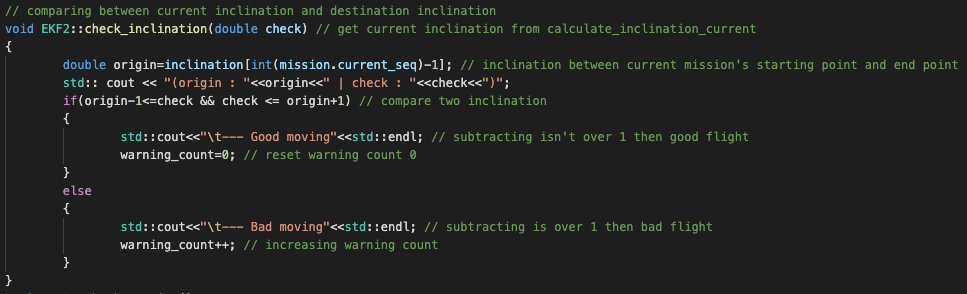 // comparing between current inclination and destination inclination
void EKF2::check_inclination(double check) // get current inclination from calculate_inclination_current
{
double origin=inclination[int(mission.current_seq)-1]; // inclination between current mission's starting point and end point
std:: cout << "(origin : "<<origin<<" | check : "<<check<<")";
if(origin-1<=check && check <= origin+1) // compare two inclination
{
std::cout<<"\t--- Good moving"<<std::endl; // subtracting isn't over 1 then good flight
warning_count=0; // reset warning count 0
}
else
{
std::cout<<"\t--- Bad moving"<<std::endl; // subtracting is over 1 then bad flight
warning_count++; // increasing warning count
}
}